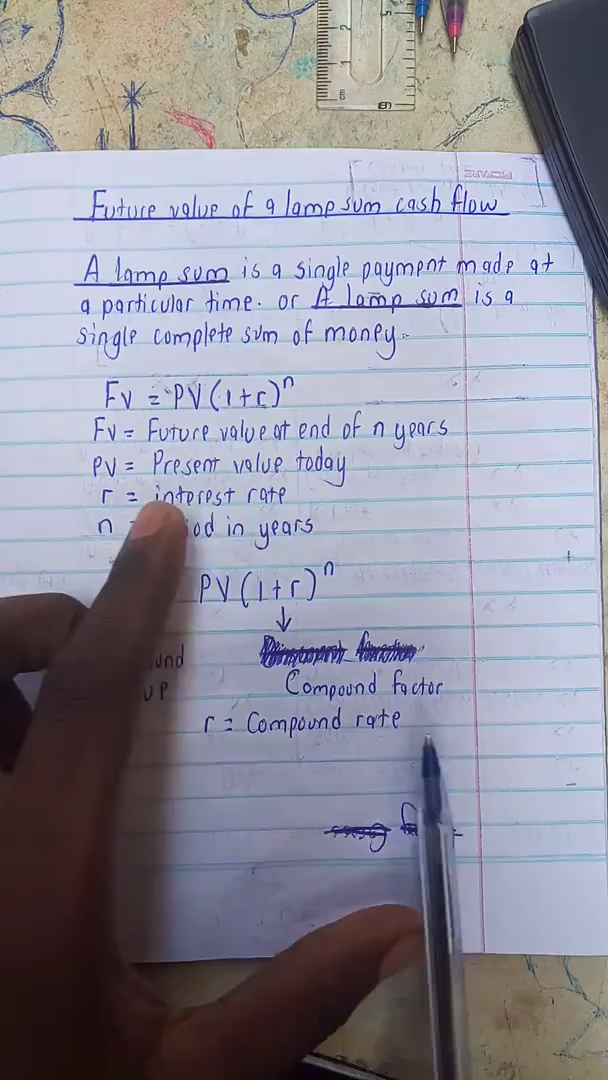 Future value of a lamp sum cash flow
A lamp sum is a single payment made at
a particular time. or A lamp sum is a
single complete sum of money.
FV = PV(1+r)^n
FV = Future value at end of n years
PV = Present value today
r = interest rate
n in years
PV(1+r)^n
↓
Compound factor
r = Compound rate